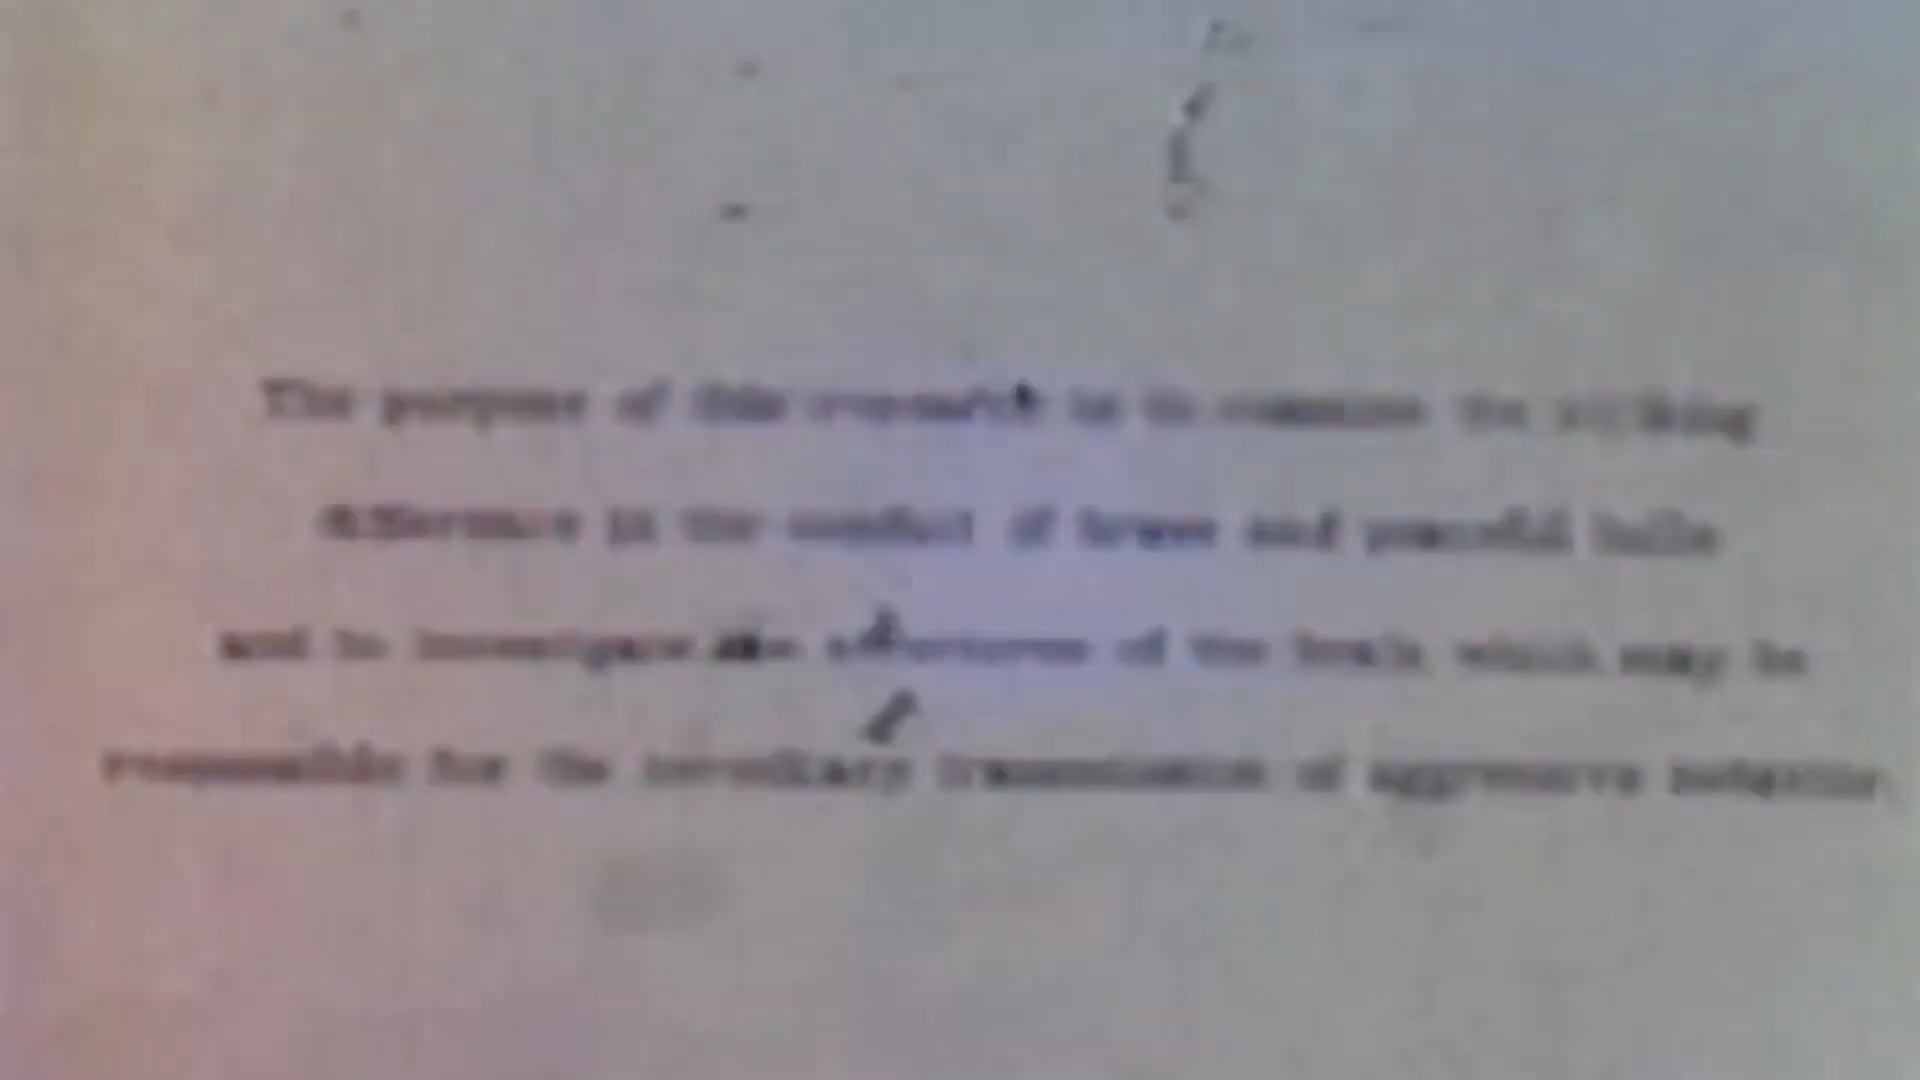 The purpose of this research is to examine the striking
difference in the conduct of brave and peaceful bulls
and to investigate the structures of the brain which may be
responsible for the hereditary transmission of aggressive behavior.